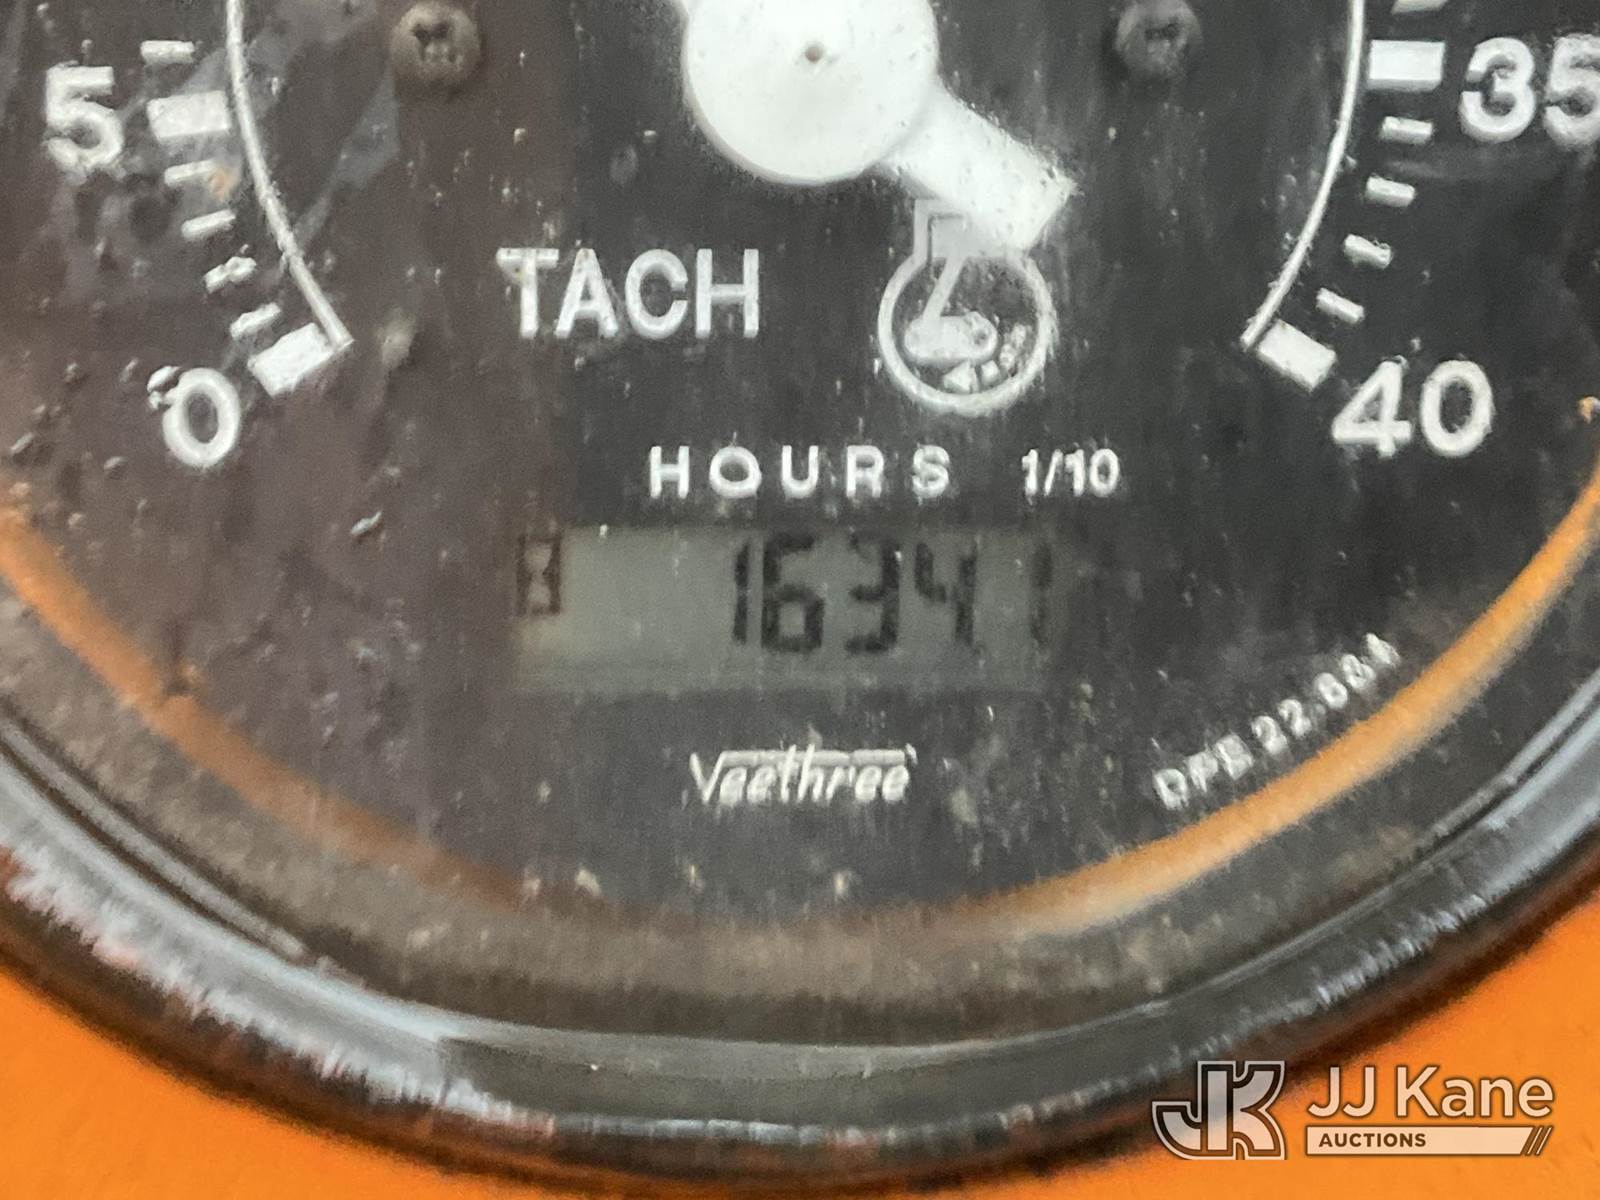 5
35
0
TACH
40
HOURS 1/10
16341
Veethree
JJ Kane
AUCTIONS